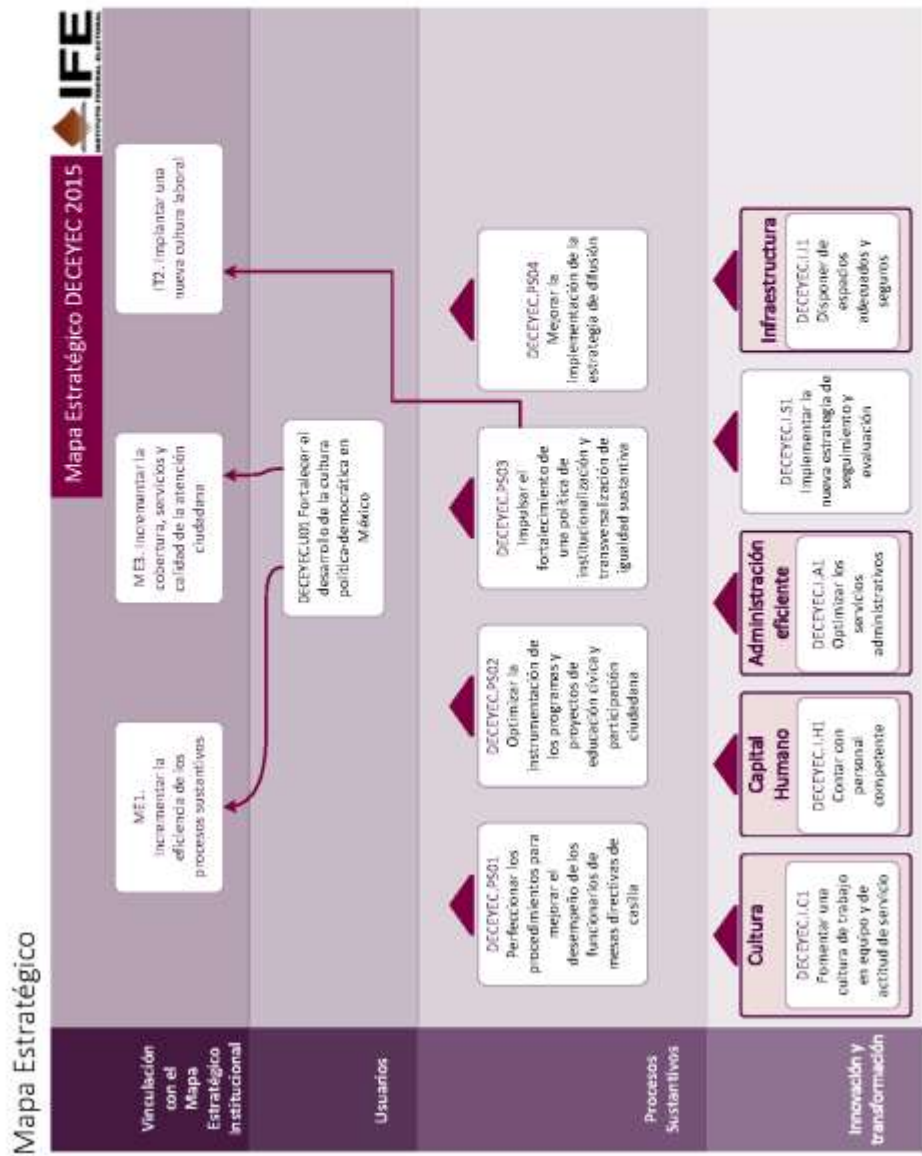 Mapa Estratégico
Mapa Estratégico DECEYEC 2015
IFE
INSTITUTO FEDERAL ELECTORAL
Vinculación
con el
Mapa
Estratégico
Institucional
ME1.
Incrementar la
eficiencia de los
procesos sustantivos
ME3. Incrementar la
cobertura, servicios y
calidad de la atención
ciudadana
IT2. Implantar una
nueva cultura laboral
Usuarios
DECEYEC.U01 Fortalecer el
desarrollo de la cultura
política-democrática en
México
Procesos
Sustantivos
DECEYEC.PS01
Perfeccionar los
procedimientos para
mejorar el
desempeño de los
funcionarios de
mesas directivas de
casilla
DECEYEC.PS02
Optimizar la
instrumentación de
los programas y
proyectos de
educación cívica y
participación
ciudadana
DECEYEC.PS03
Impulsar el
fortalecimiento de
una política de
institucionalización y
transversalización de
igualdad sustantiva
DECEYEC.PS04
Mejorar la
implementación de la
estrategia de difusión
Innovación y
transformación
Cultura
DECEYEC.I.C1
Fomentar una
cultura de trabajo
en equipo y de
actitud de servicio
Capital
Humano
DECEYEC.I.H1
Contar con
personal
competente
Administración
eficiente
DECEYEC.I.A1
Optimizar los
servicios
administrativos
DECEYEC.I.S1
Implementar la
nueva estrategia de
seguimiento y
evaluación
Infraestructura
DECEYEC.I.I1
Disponer de
espacios
adecuados y
seguros